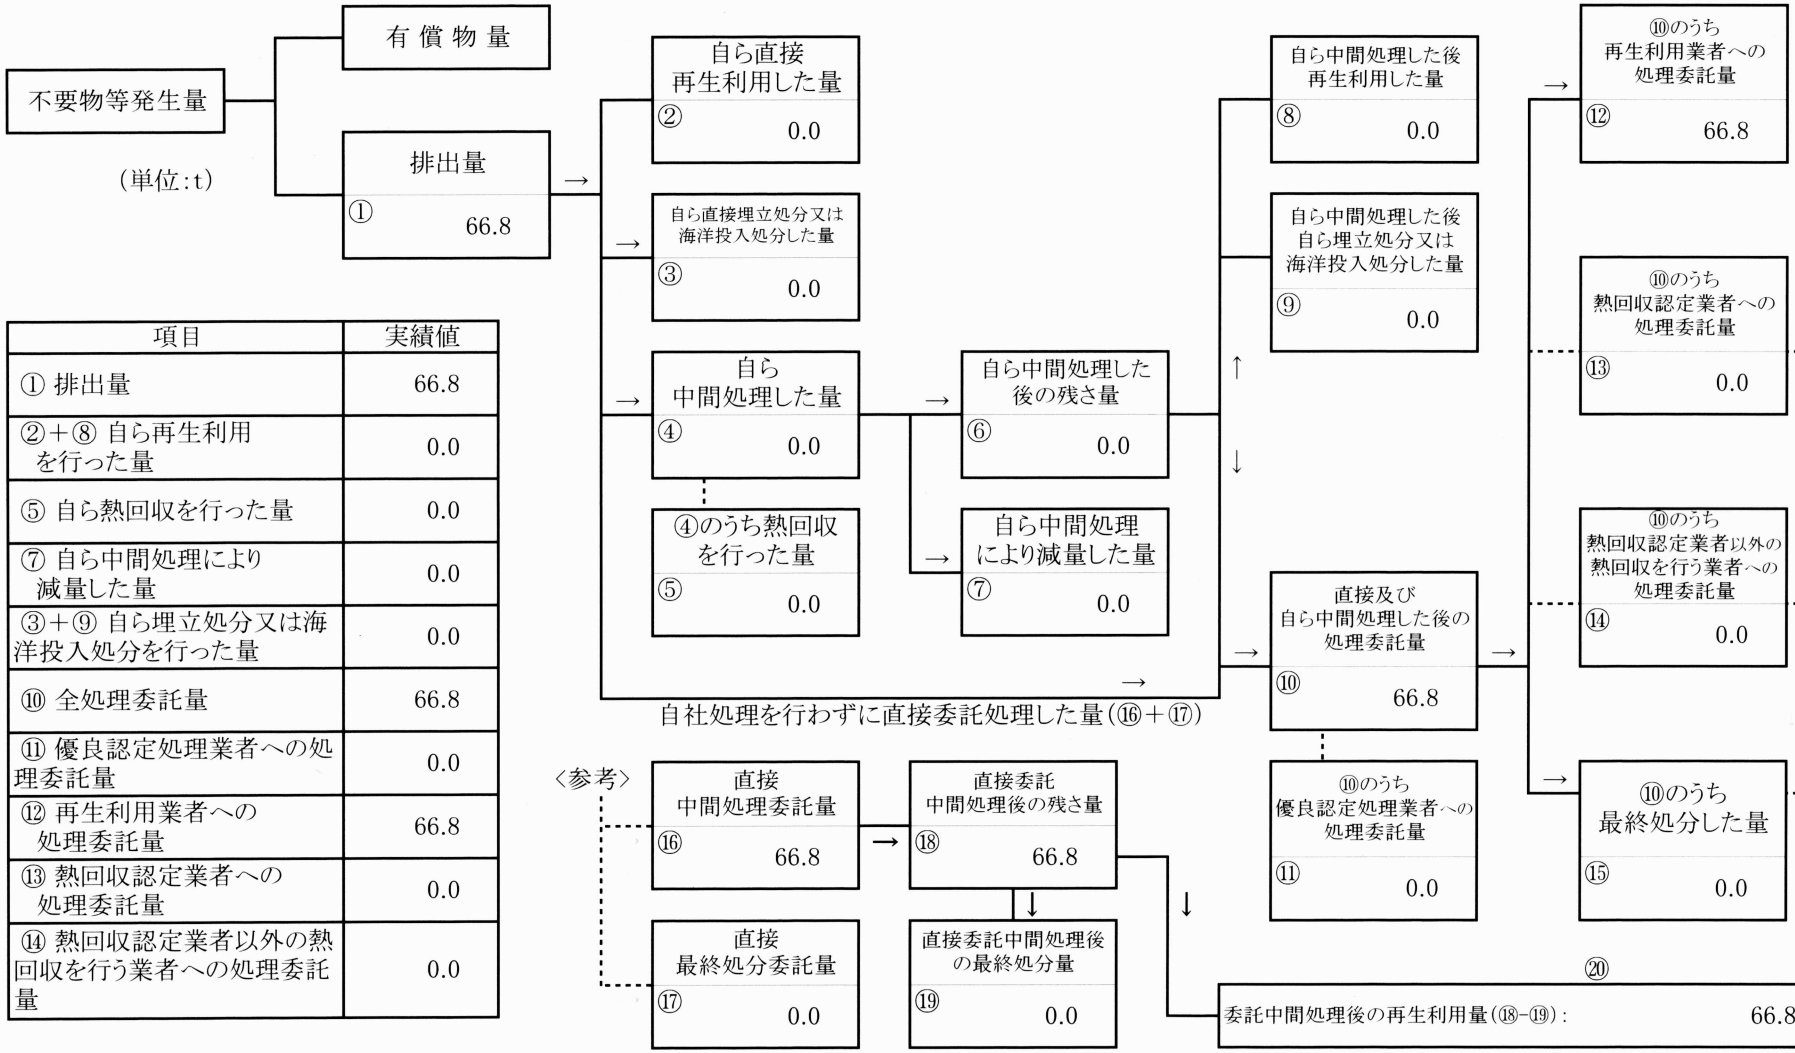 有 償 物 量
不要物等発生量
(単位:t)
排出量
①
66.8
→
自ら直接
再生利用した量
②
0.0
→
自ら直接埋立処分又は
海洋投入処分した量
③
0.0
→
自ら
中間処理した量
④
0.0
④のうち熱回収
を行った量
⑤
0.0
→
自ら中間処理した
後の残さ量
⑥
0.0
→
自ら中間処理
により減量した量
⑦
0.0
→
自社処理を行わずに直接委託処理した量(⑯+⑰)
↑
↓
自ら中間処理した後
再生利用した量
⑧
0.0
自ら中間処理した後
自ら埋立処分又は
海洋投入処分した量
⑨
0.0
→
直接及び
自ら中間処理した後の
処理委託量
⑩
66.8
→
⑩のうち
優良認定処理業者への
処理委託量
⑪
0.0
→
⑩のうち
再生利用業者への
処理委託量
⑫
66.8
⑩のうち
熱回収認定業者への
処理委託量
⑬
0.0
⑩のうち
熱回収認定業者以外の
熱回収を行う業者への
処理委託量
⑭
0.0
→
⑩のうち
最終処分した量
⑮
0.0
項目 実績値
① 排出量 66.8
②+⑧ 自ら再生利用
を行った量 0.0
⑤ 自ら熱回収を行った量 0.0
⑦ 自ら中間処理により
減量した量 0.0
③+⑨ 自ら埋立処分又は海
洋投入処分を行った量 0.0
⑩ 全処理委託量 66.8
⑪ 優良認定処理業者への処
理委託量 0.0
⑫ 再生利用業者への
処理委託量 66.8
⑬ 熱回収認定業者への
処理委託量 0.0
⑭ 熱回収認定業者以外の熱
回収を行う業者への処理委託
量 0.0
<参考>
直接
中間処理委託量
⑯
66.8
→
直接委託
中間処理後の残さ量
⑱
66.8
↓
↓
直接
最終処分委託量
⑰
0.0
直接委託中間処理後
の最終処分量
⑲
0.0
⑳
委託中間処理後の再生利用量(⑱-⑲): 66.8